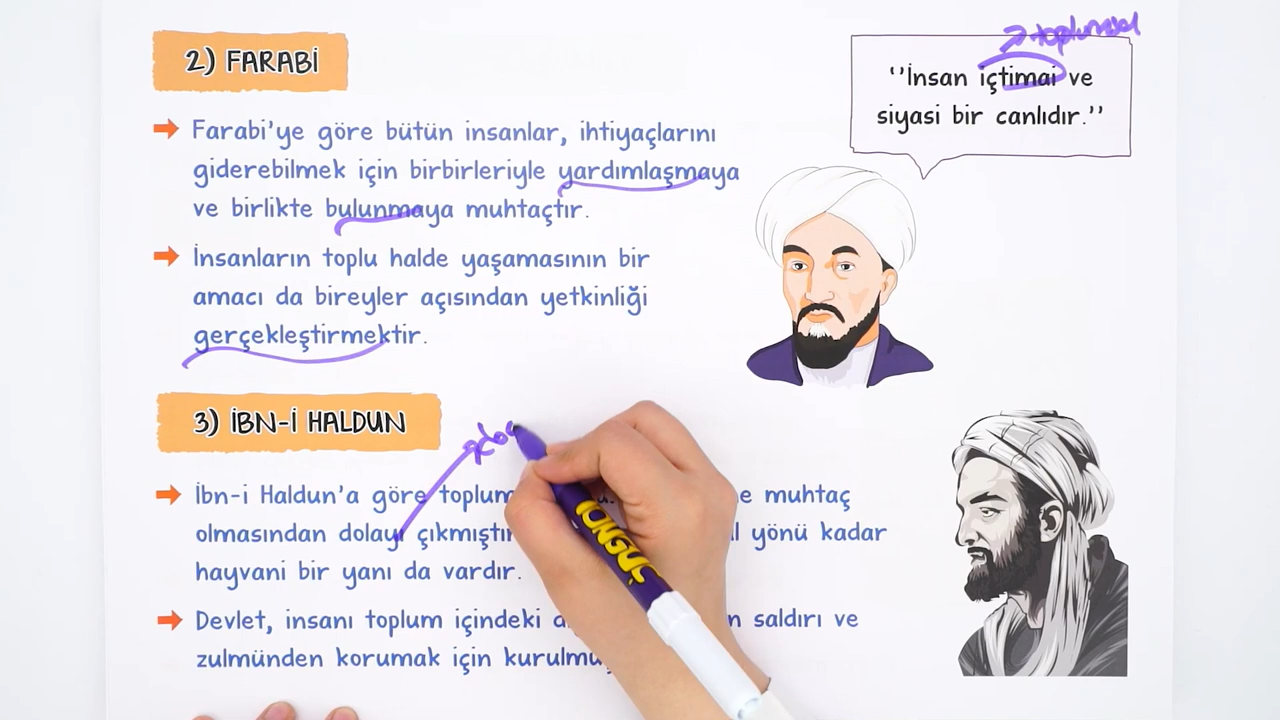 2) FARABİ
toplumsal
‘‘İnsan içtimai ve
siyasi bir canlıdır.’’
Farabi’ye göre bütün insanlar, ihtiyaçlarını
giderebilmek için birbirleriyle yardımlaşmaya
ve birlikte bulunmaya muhtaçtır.
İnsanların toplu halde yaşamasının bir
amacı da bireyler açısından yetkinliği
gerçekleştirmektir.
3) İBN-İ HALDUN
İbn-i Haldun’a göre toplum muhtaç
olmasından dolayı yönü kadar
hayvani bir yanı da vardır.
Devlet, insanı toplum içindeki saldırı ve
zulmünden korumak için